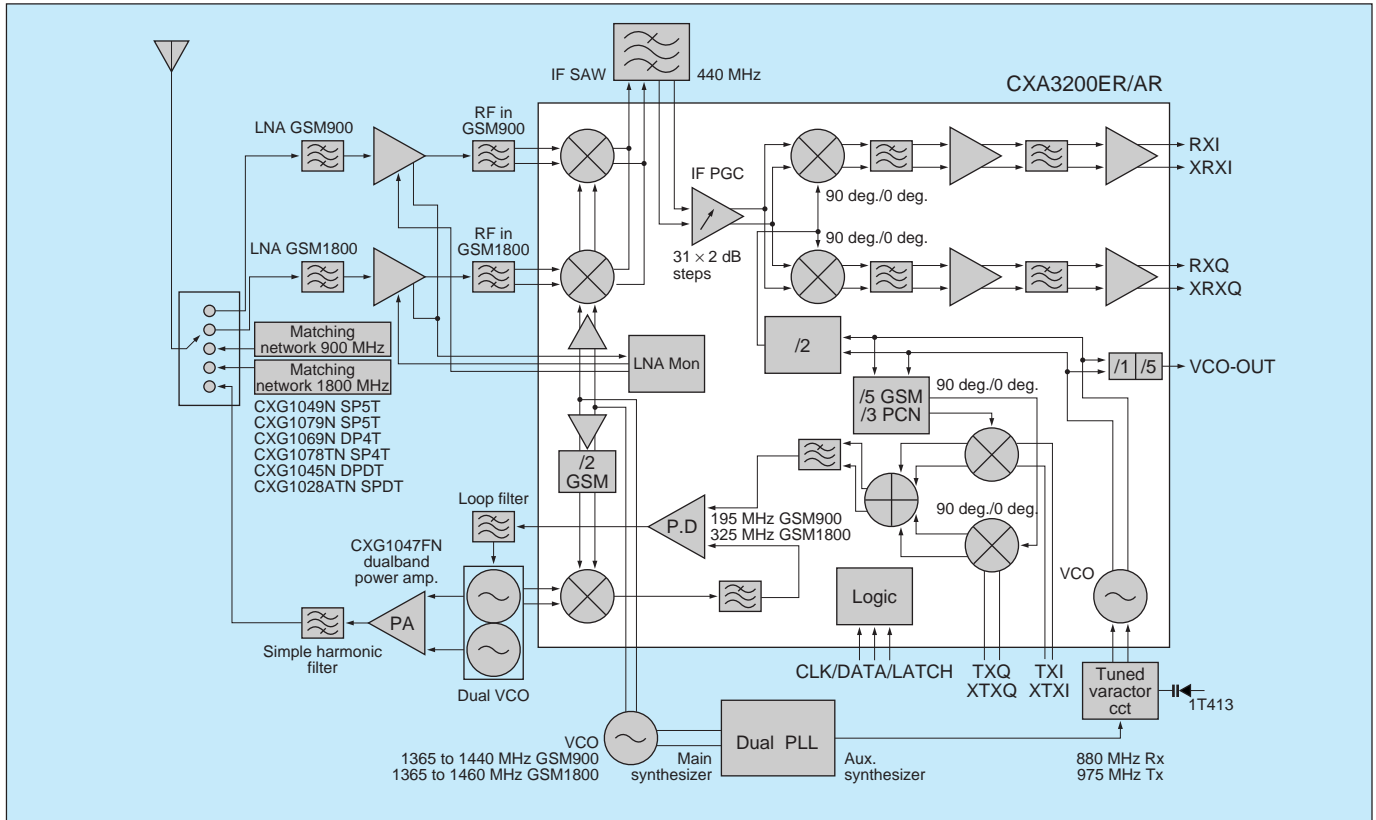 IF SAW
440 MHz
CXA3200ER/AR
LNA GSM900
RF in
GSM900
RXI
XRXI
IF PGC
31 × 2 dB
steps
90 deg./0 deg.
90 deg./0 deg.
LNA GSM1800
RF in
GSM1800
RXQ
XRXQ
Matching
network 900 MHz
Matching
network 1800 MHz
LNA Mon
/2
/1
/5
VCO-OUT
CXG1049N SP5T
CXG1079N SP5T
CXG1069N DP4T
CXG1078TN SP4T
CXG1045N DPDT
CXG1028ATN SPDT
/5 GSM
/3 PCN
90 deg./0 deg.
/2
GSM
Loop filter
P.D
195 MHz GSM900
325 MHz GSM1800
90 deg./0 deg.
CXG1047FN
dualband
power amp.
VCO
PA
Logic
Simple harmonic
filter
Dual VCO
CLK/DATA/LATCH
TXQ
XTXQ
TXI
XTXI
Tuned
varactor
cct
1T413
VCO
1365 to 1440 MHz GSM900
1365 to 1460 MHz GSM1800
Main
synthesizer
Dual PLL
Aux.
synthesizer
880 MHz Rx
975 MHz Tx